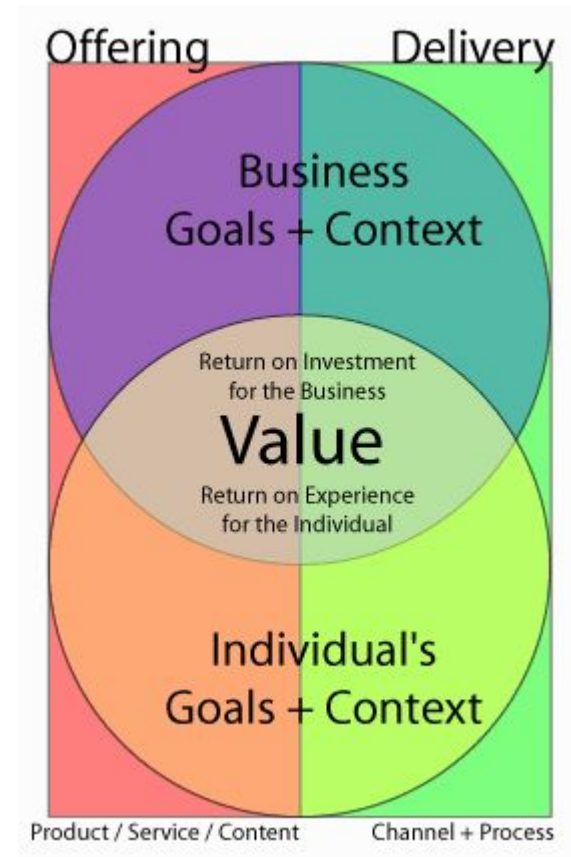 Offering
Delivery
Business
Goals + Context
Return on Investment
for the Business
Value
Return on Experience
for the Individual
Individual's
Goals + Context
Product / Service / Content
Channel + Process